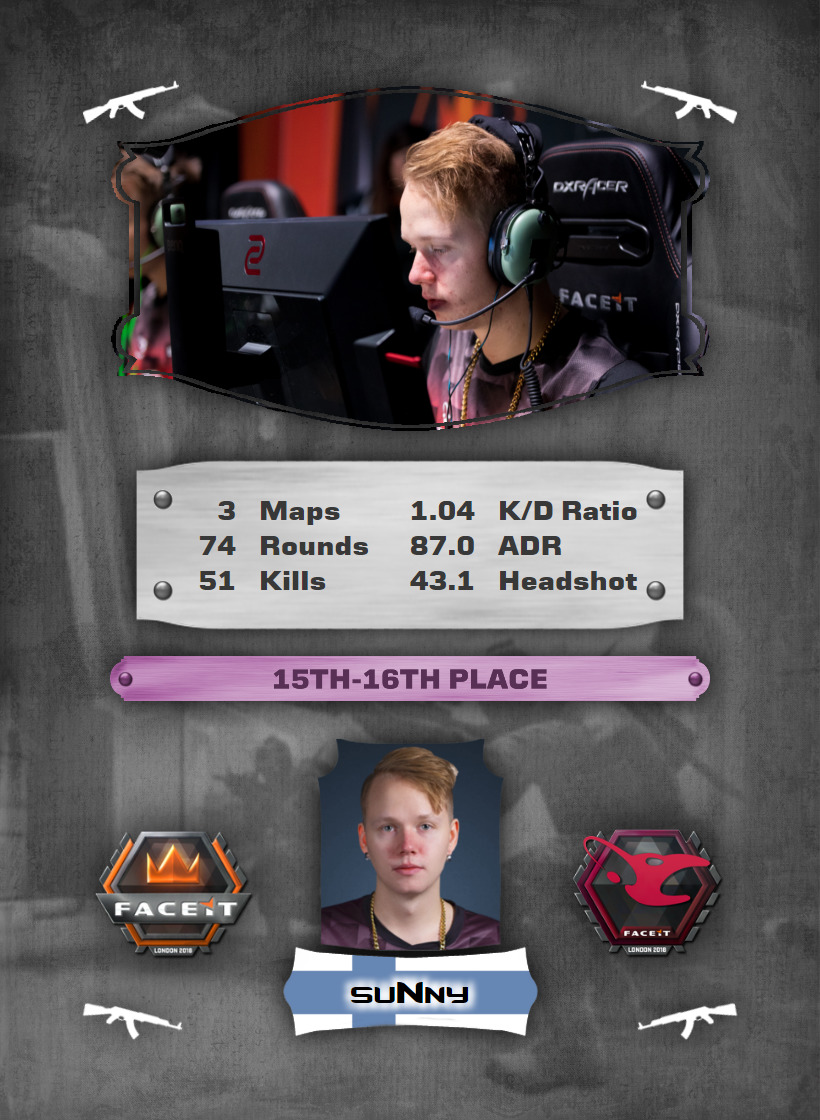 DXRACER
FACEIT
DXRA
3 Maps 1.04 K/D Ratio
74 Rounds 87.0 ADR
51 Kills 43.1 Headshot
15TH-16TH PLACE
FACEIT
LONDON 2018
FACEIT
LONDON 2018
suNny